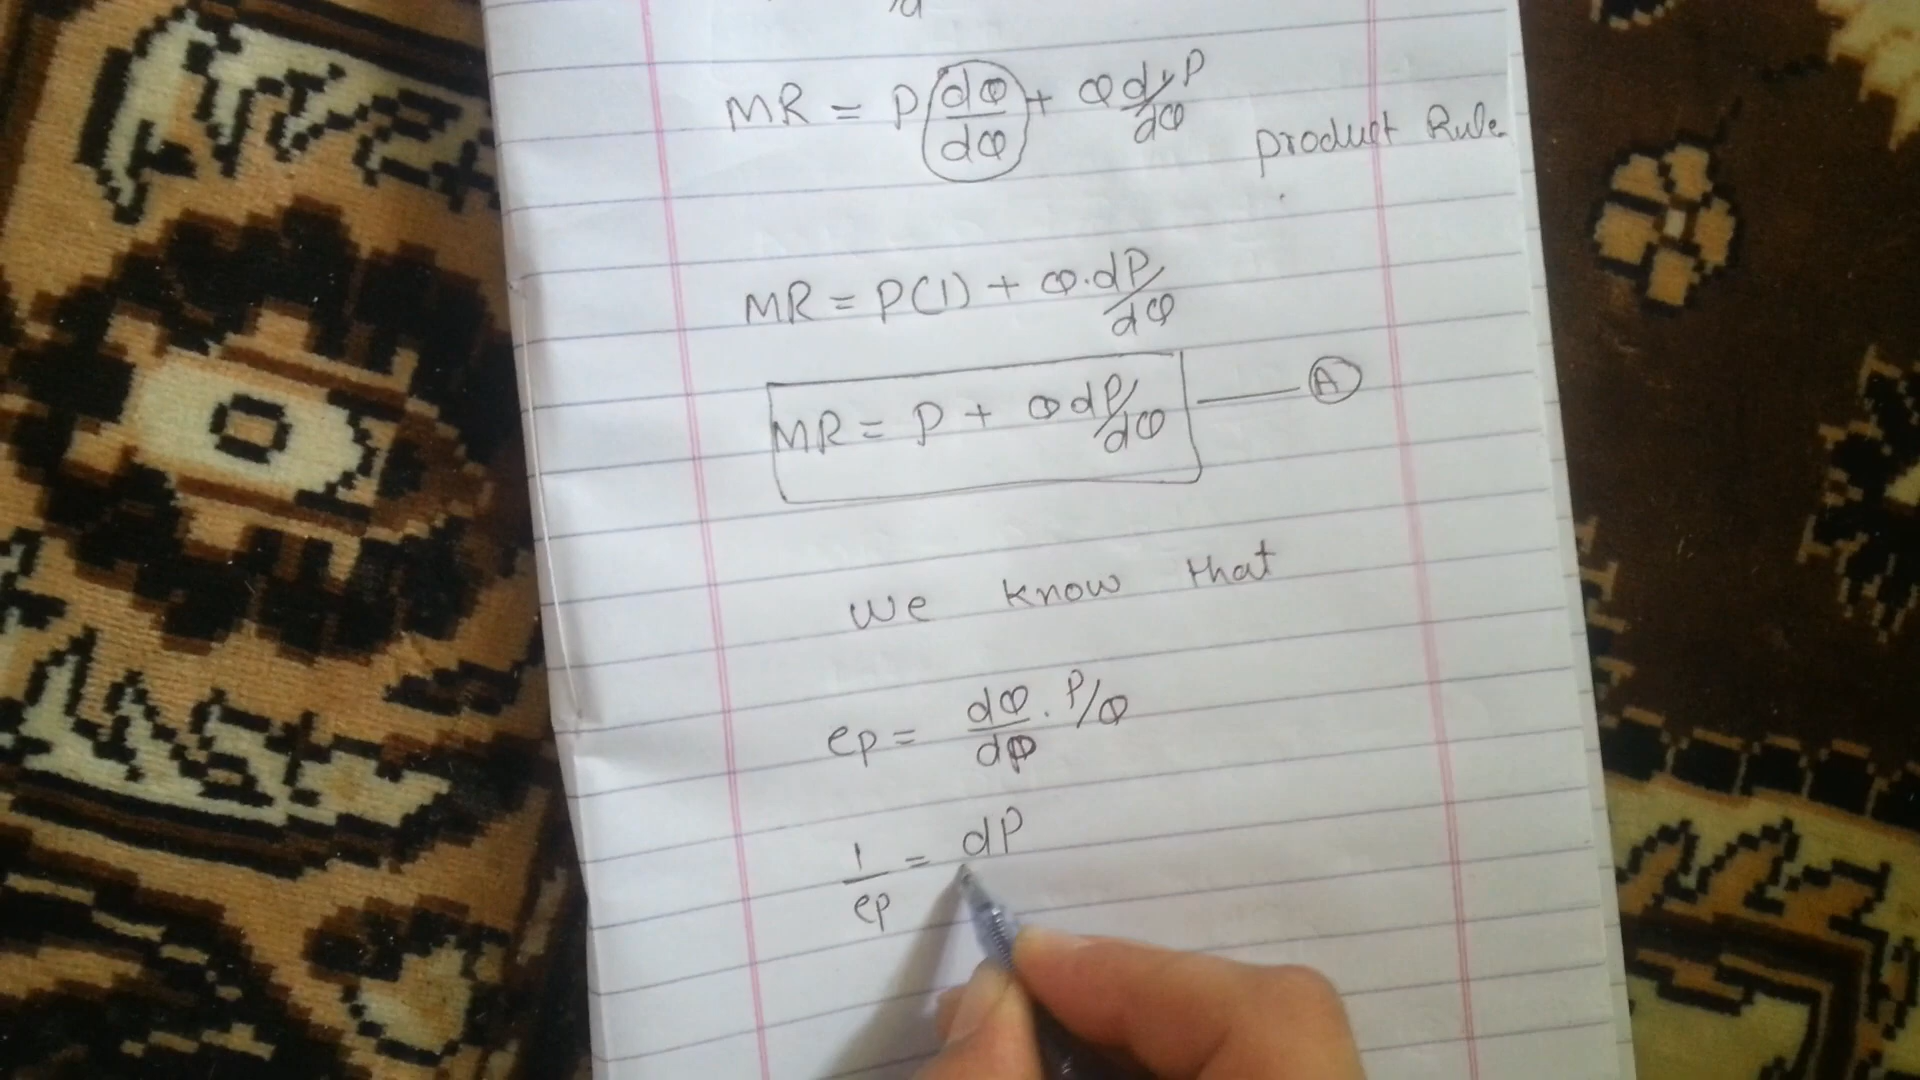 MR = P(dQ/dQ) + Q dP/dQ product Rule
MR = P(1) + Q.dP/dQ
MR = P + Q dP/dQ —— A
we know that
ep = dQ/dP . P/Q
1/ep = dP